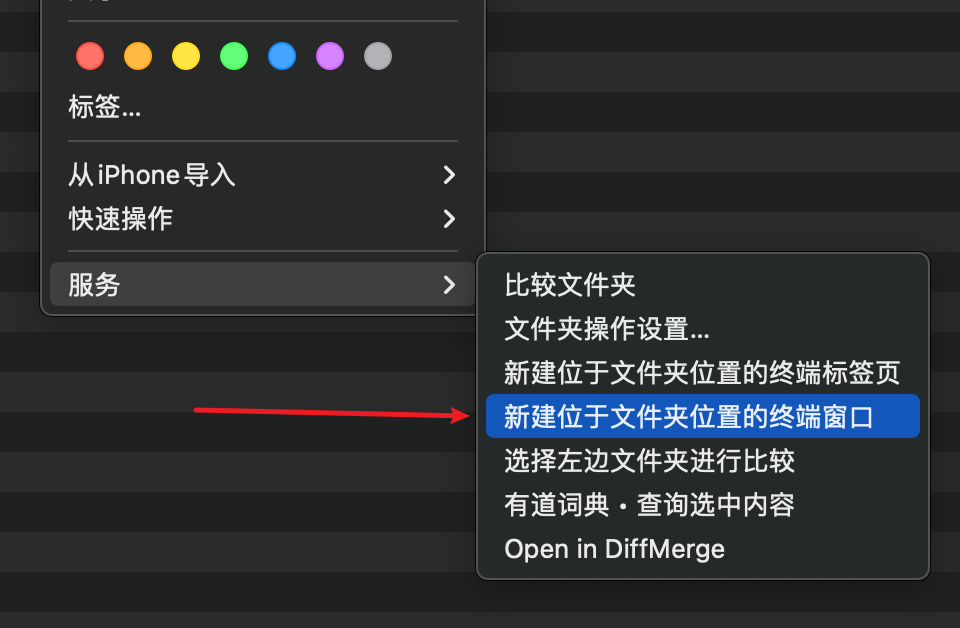 标签...
从iPhone导入
快速操作
服务
比较文件夹
文件夹操作设置...
新建位于文件夹位置的终端标签页
新建位于文件夹位置的终端窗口
选择左边文件夹进行比较
有道词典・查询选中内容
Open in DiffMerge